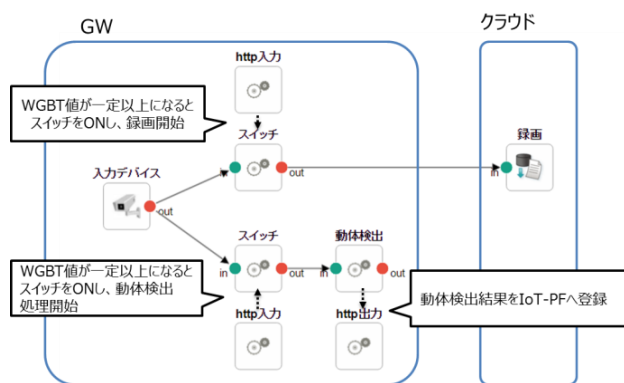 GW
クラウド
http入力
WGBT値が一定以上になると
スイッチをONし、録画開始
スイッチ
録画
入力デバイス
in
out
in
out
スイッチ
動体検出
in
out
in
out
WGBT値が一定以上になると
スイッチをONし、動体検出
処理開始
動体検出結果をIoT-PFへ登録
http入力
http出力